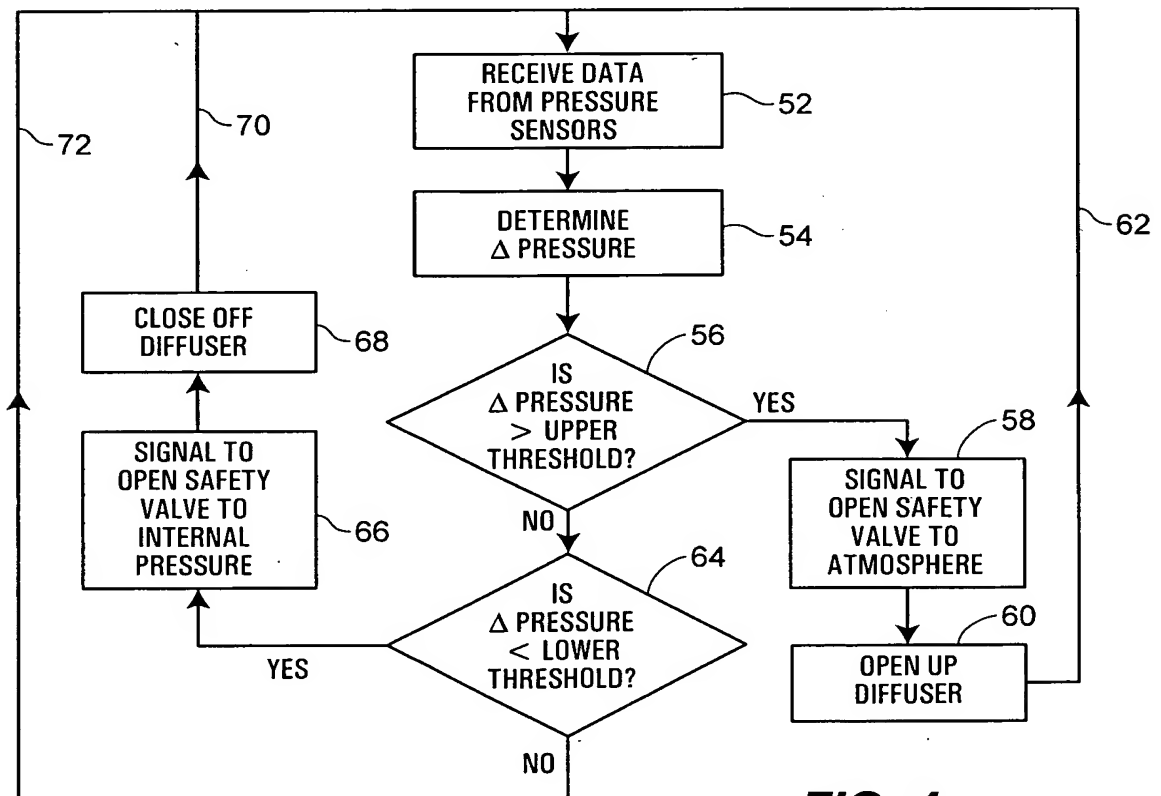 RECEIVE DATA
FROM PRESSURE
SENSORS
52
70
72
DETERMINE
Δ PRESSURE
54
62
CLOSE OFF
DIFFUSER
68
56
IS
Δ PRESSURE
> UPPER
THRESHOLD?
YES
58
SIGNAL TO
OPEN SAFETY
VALVE TO
ATMOSPHERE
SIGNAL TO
OPEN SAFETY
VALVE TO
INTERNAL
PRESSURE
66
NO
64
IS
Δ PRESSURE
< LOWER
THRESHOLD?
YES
60
OPEN UP
DIFFUSER
NO